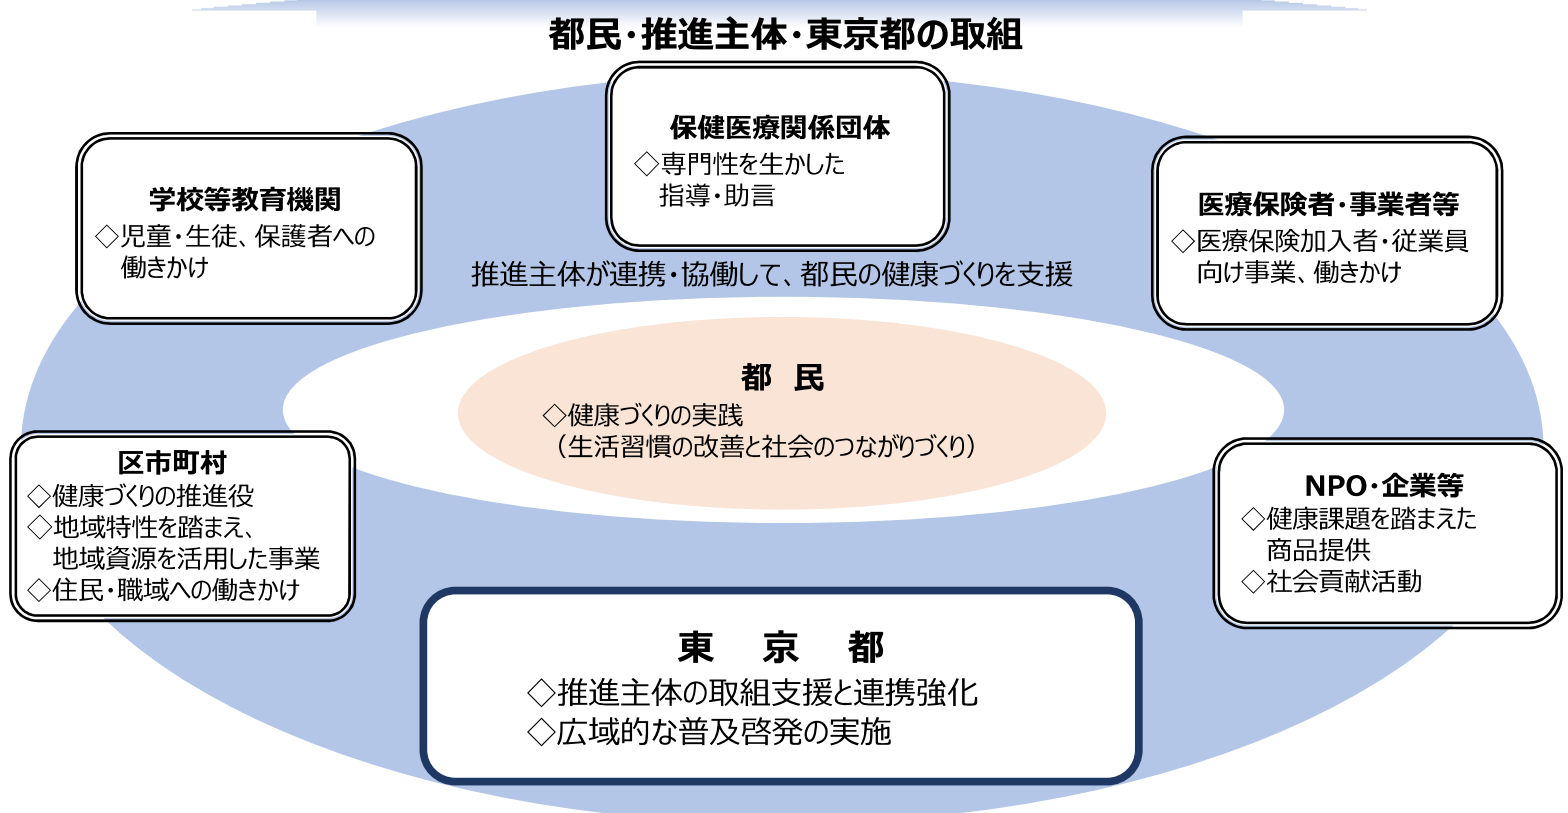 都民・推進主体・東京都の取組
保健医療関係団体
◇専門性を生かした
指導・助言
学校等教育機関
◇児童・生徒、保護者への
働きかけ
医療保険者・事業者等
◇医療保険加入者・従業員
向け事業、働きかけ
推進主体が連携・協働して、都民の健康づくりを支援
都 民
◇健康づくりの実践
（生活習慣の改善と社会のつながりづくり）
区市町村
◇健康づくりの推進役
◇地域特性を踏まえ、
地域資源を活用した事業
◇住民・職域への働きかけ
NPO・企業等
◇健康課題を踏まえた
商品提供
◇社会貢献活動
東 京 都
◇推進主体の取組支援と連携強化
◇広域的な普及啓発の実施